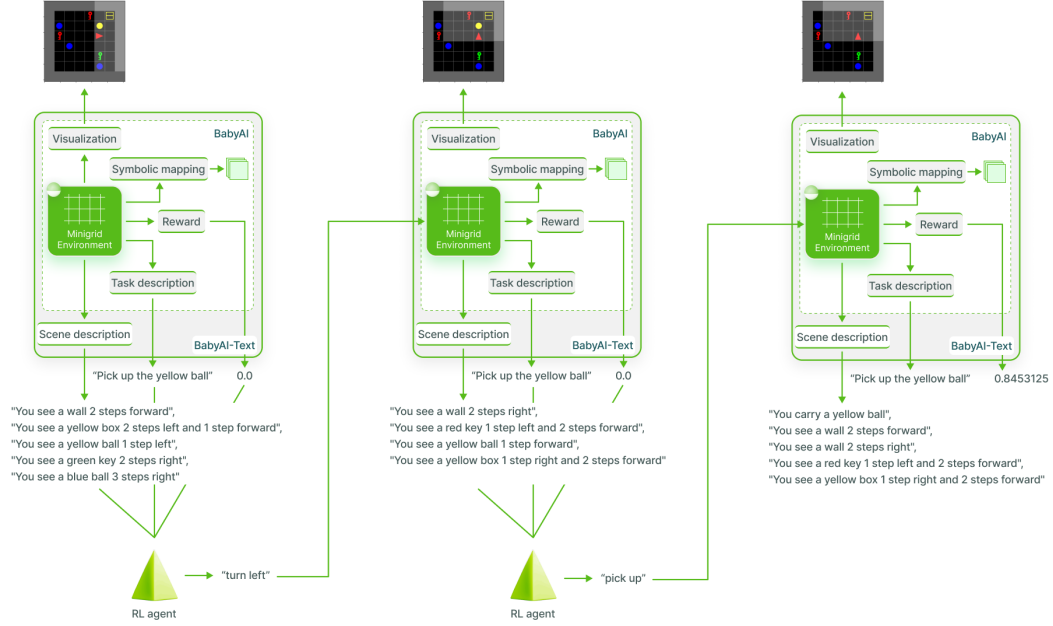 BabyAI
Visualization
Symbolic mapping
Minigrid
Environment
Reward
Task description
Scene description
BabyAI-Text
“Pick up the yellow ball”
0.0
"You see a wall 2 steps forward",
"You see a yellow box 2 steps left and 1 step forward",
"You see a yellow ball 1 step left",
"You see a green key 2 steps right",
"You see a blue ball 3 steps right"
RL agent
“turn left”
BabyAI
Visualization
Symbolic mapping
Minigrid
Environment
Reward
Task description
Scene description
BabyAI-Text
“Pick up the yellow ball”
0.0
"You see a wall 2 steps right",
"You see a red key 1 step left and 2 steps forward",
"You see a yellow ball 1 step forward",
"You see a yellow box 1 step right and 2 steps forward"
RL agent
“pick up”
BabyAI
Visualization
Symbolic mapping
Minigrid
Environment
Reward
Task description
Scene description
BabyAI-Text
“Pick up the yellow ball”
0.8453125
"You carry a yellow ball",
"You see a wall 2 steps forward",
"You see a wall 2 steps right",
"You see a red key 1 step left and 2 steps forward",
"You see a yellow box 1 step right and 2 steps forward"